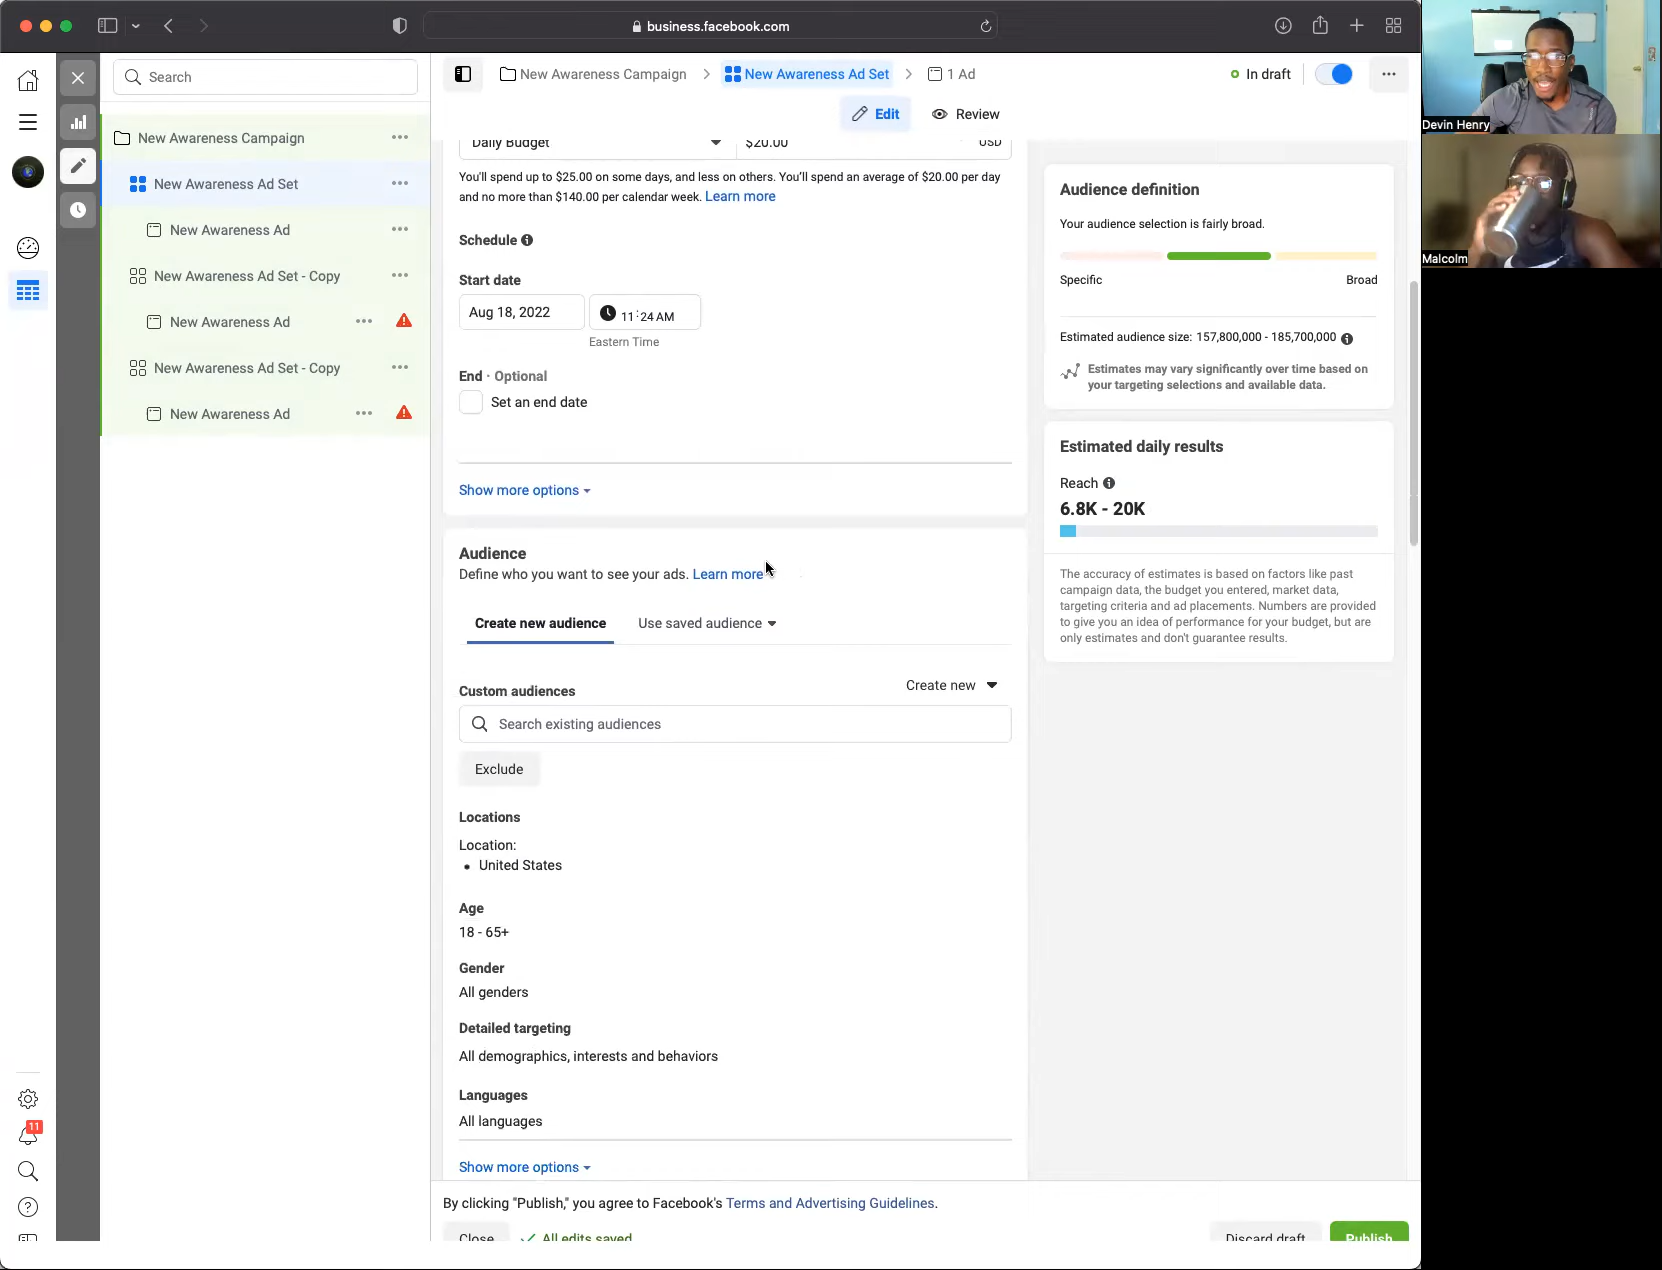 business.facebook.com
Search
New Awareness Campaign
New Awareness Ad Set
1 Ad
In draft
Edit
Review
New Awareness Campaign
New Awareness Ad Set
New Awareness Ad
New Awareness Ad Set - Copy
New Awareness Ad
New Awareness Ad Set - Copy
New Awareness Ad
11
Daily Budget
$20.00
USD
You'll spend up to $25.00 on some days, and less on others. You'll spend an average of $20.00 per day
and no more than $140.00 per calendar week. Learn more
Schedule
Start date
Aug 18, 2022
11:24 AM
Eastern Time
End · Optional
Set an end date
Show more options
Audience
Define who you want to see your ads. Learn more
Create new audience
Use saved audience
Custom audiences
Create new
Search existing audiences
Exclude
Locations
Location:
• United States
Age
18 - 65+
Gender
All genders
Detailed targeting
All demographics, interests and behaviors
Languages
All languages
Show more options
By clicking "Publish," you agree to Facebook's Terms and Advertising Guidelines.
Close
All edits saved
Discard draft
Publish
Audience definition
Your audience selection is fairly broad.
Specific
Broad
Estimated audience size: 157,800,000 - 185,700,000
Estimates may vary significantly over time based on
your targeting selections and available data.
Estimated daily results
Reach
6.8K - 20K
The accuracy of estimates is based on factors like past
campaign data, the budget you entered, market data,
targeting criteria and ad placements. Numbers are provided
to give you an idea of performance for your budget, but are
only estimates and don't guarantee results.
Devin Henry
Malcolm